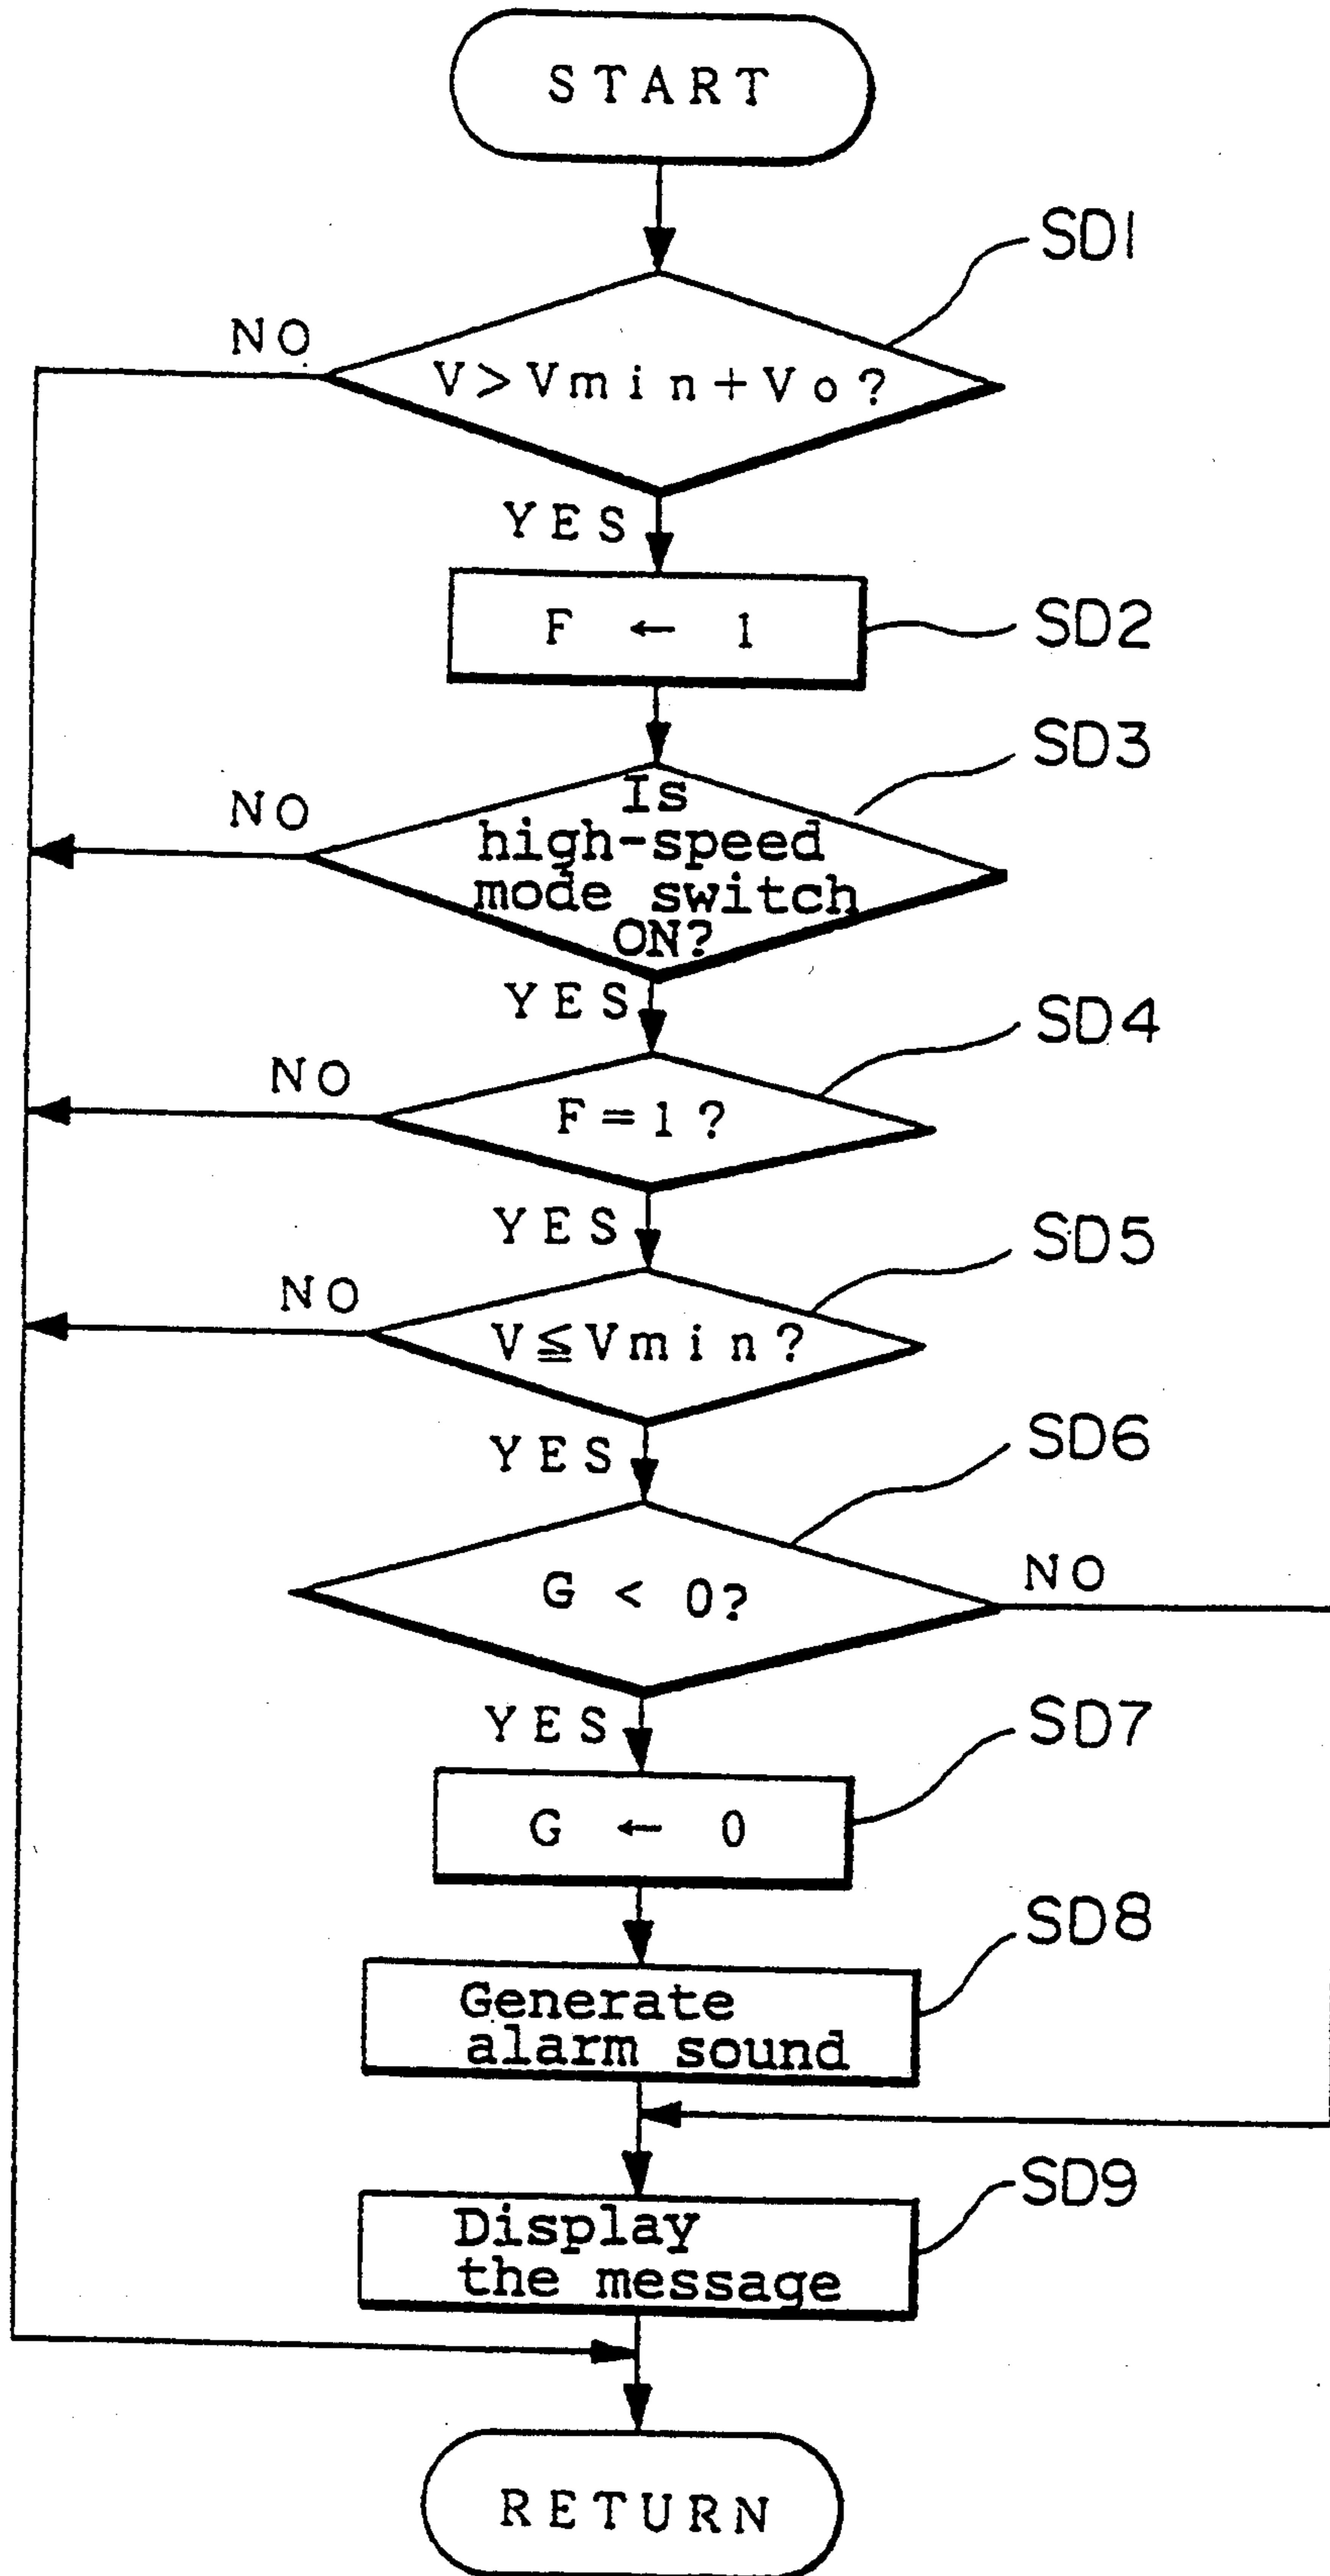 START
SD1
NO
V>Vmin+Vo?
YES
F ← 1
SD2
SD3
NO
Is
high-speed
mode switch
ON?
YES
SD4
NO
F=1?
YES
SD5
NO
V≦Vmin?
YES
SD6
G < 0?
NO
YES
SD7
G ← 0
SD8
Generate
alarm sound
SD9
Display
the message
RETURN